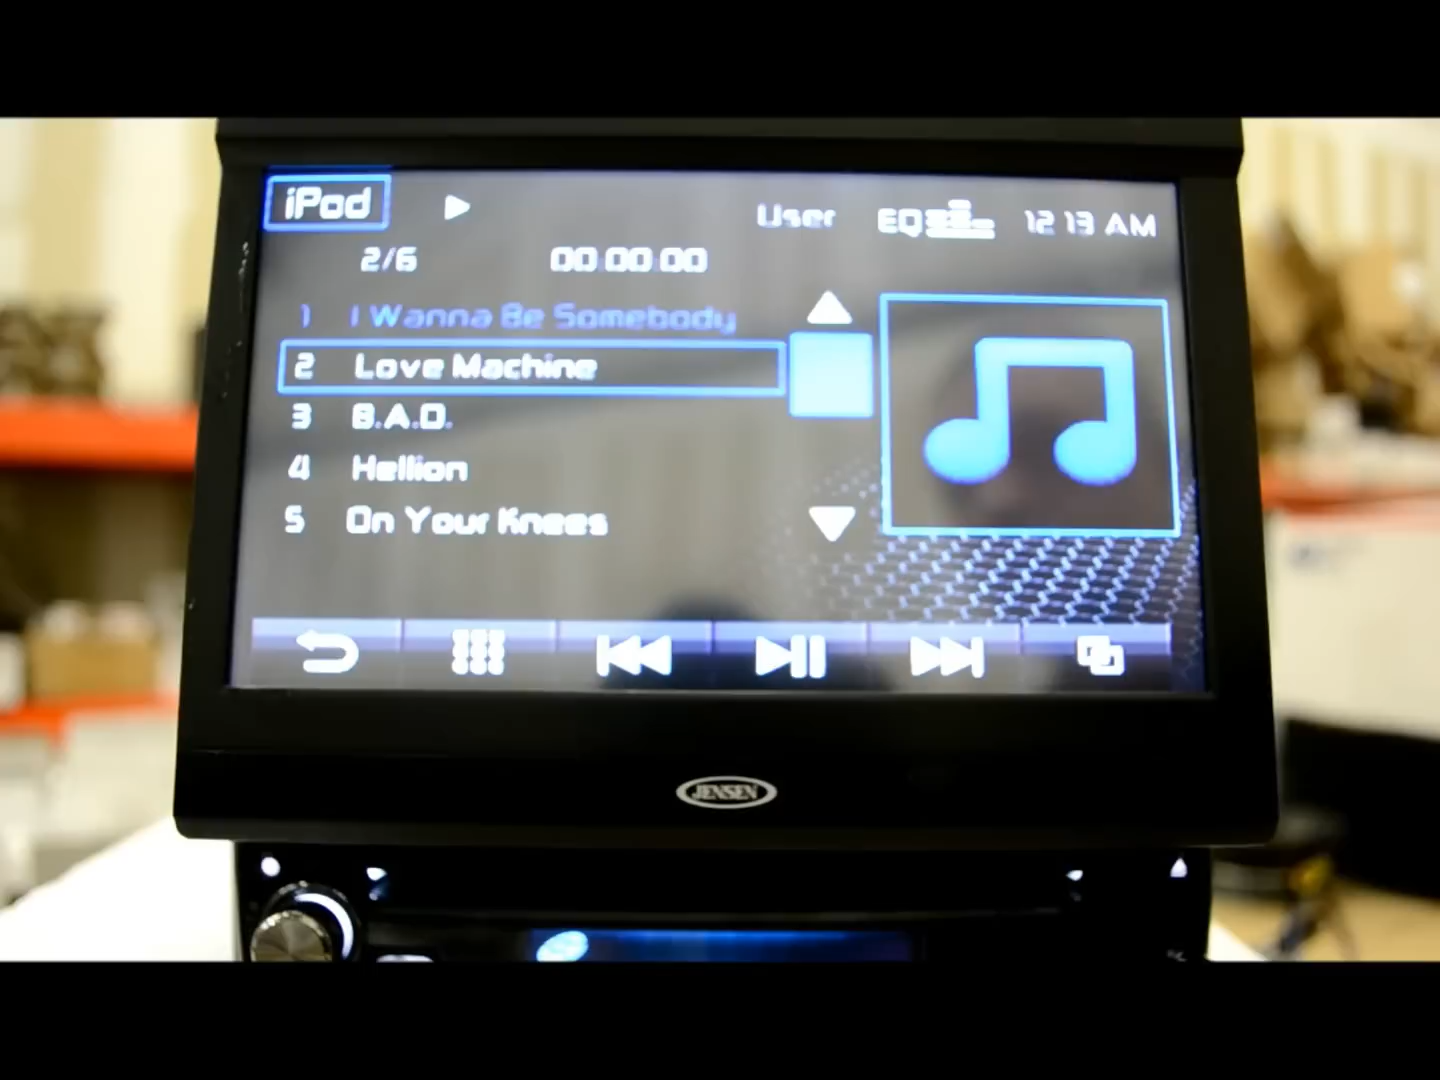 iPod
User EQ 12:13 AM
2/6 00:00:00
1 I Wanna Be Somebody
2 Love Machine
3 B.A.D.
4 Hellion
5 On Your Knees
JENSEN